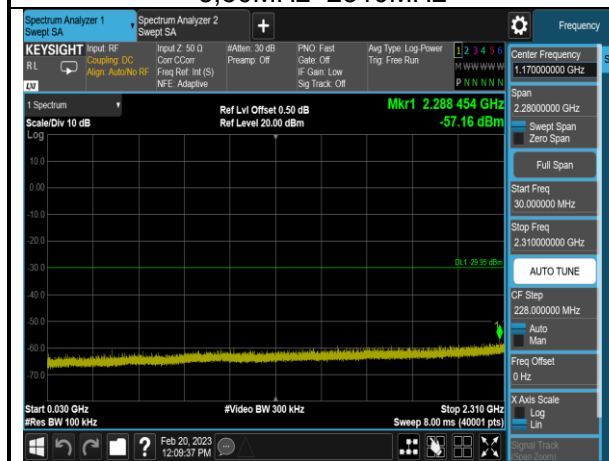 Spectrum Analyzer 1
Swept SA
Spectrum Analyzer 2
Swept SA
+
Frequency
KEYSIGHT
RL
LXI
Input: RF
Coupling: DC
Align: Auto/No RF
Input Z: 50 Ω
Corr CCorr
Freq Ref: Int (S)
NFE: Adaptive
#Atten: 30 dB
Preamp: Off
PNO: Fast
Gate: Off
IF Gain: Low
Sig Track: Off
Avg Type: Log-Power
Trig: Free Run
1 2 3 4 5 6
M W W W W W
P N N N N N
1 Spectrum
Scale/Div 10 dB
Log
Ref Lvl Offset 0.50 dB
Ref Level 20.00 dBm
Mkr1 2.288 454 GHz
-57.16 dBm
10.0
0.00
-10.0
-20.0
-30.0
-40.0
-50.0
-60.0
-70.0
DL1 -29.95 dBm
1
Start 0.030 GHz
#Res BW 100 kHz
#Video BW 300 kHz
Stop 2.310 GHz
Sweep 8.00 ms (40001 pts)
Center Frequency
1.170000000 GHz
Span
2.28000000 GHz
Swept Span
Zero Span
Full Span
Start Freq
30.000000 MHz
Stop Freq
2.310000000 GHz
AUTO TUNE
CF Step
228.000000 MHz
Auto
Man
Freq Offset
0 Hz
X Axis Scale
Log
Lin
Signal Track
(Span Zoom)
?
Feb 20, 2023
12:09:37 PM